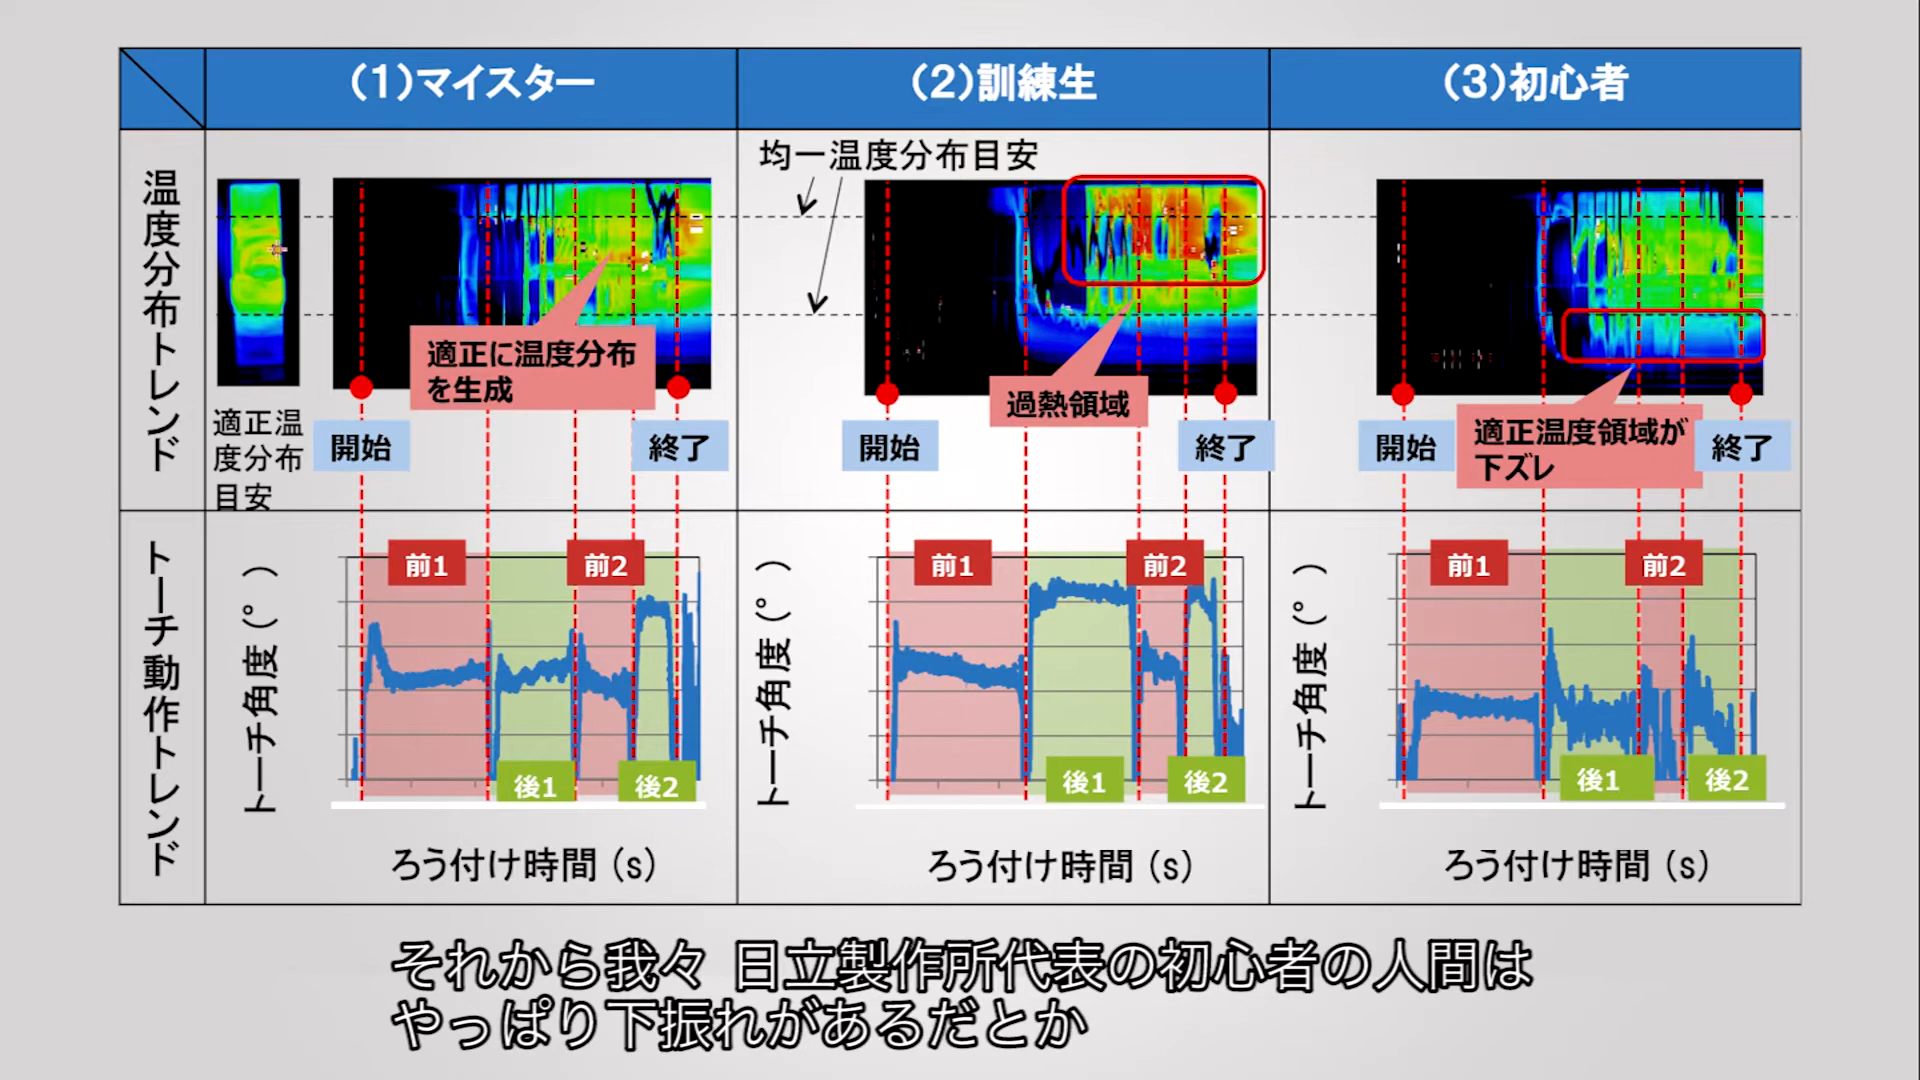 (1)マイスター
(2)訓練生
(3)初心者
温度分布トレンド
均一温度分布目安
適正に温度分布
を生成
過熱領域
適正温度領域が
下ズレ
適正温
度分布
目安
開始
終了
開始
終了
開始
終了
トーチ動作トレンド
トーチ角度(°)
前1
前2
後1
後2
ろう付け時間(s)
トーチ角度(°)
前1
前2
後1
後2
ろう付け時間(s)
トーチ角度(°)
前1
前2
後1
後2
ろう付け時間(s)
それから我々 日立製作所代表の初心者の人間は
やっぱり下振れがあるだとか